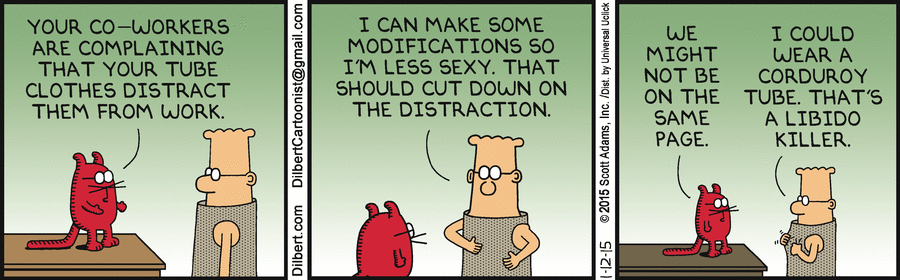 YOUR CO-WORKERS
ARE COMPLAINING
THAT YOUR TUBE
CLOTHES DISTRACT
THEM FROM WORK.
Dilbert.com DilbertCartoonist@gmail.com
I CAN MAKE SOME
MODIFICATIONS SO
I'M LESS SEXY. THAT
SHOULD CUT DOWN ON
THE DISTRACTION.
1-12-15 © 2015 Scott Adams, Inc. /Dist. by Universal Uclick
WE
MIGHT
NOT BE
ON THE
SAME
PAGE.
I COULD
WEAR A
CORDUROY
TUBE. THAT'S
A LIBIDO
KILLER.